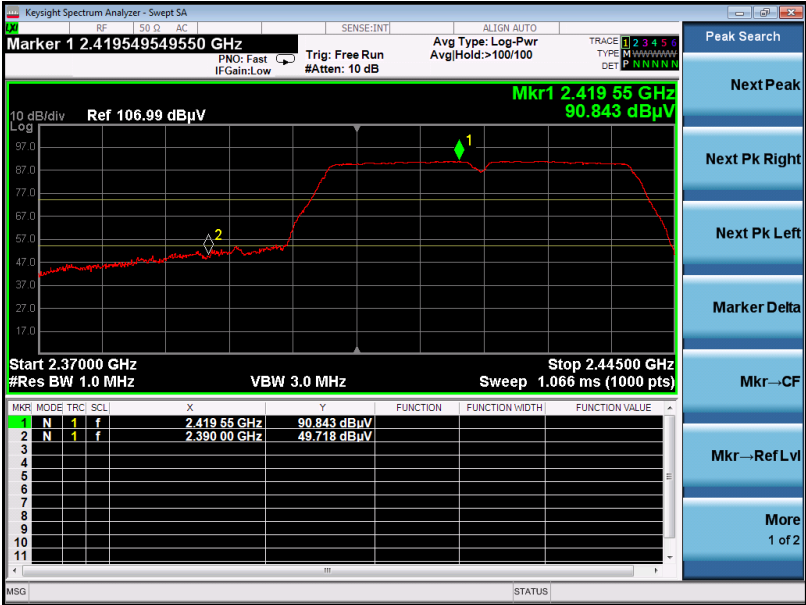 Keysight Spectrum Analyzer - Swept SA
LXI RF 50 Ω AC SENSE:INT ALIGN AUTO
Marker 1 2.419549549550 GHz
PNO: Fast
IFGain:Low
Trig: Free Run
#Atten: 10 dB
Avg Type: Log-Pwr
Avg|Hold:>100/100
TRACE 1 2 3 4 5 6
TYPE MWWWWW
DET P N N N N N
Peak Search
Mkr1 2.419 55 GHz
90.843 dBµV
10 dB/div Ref 106.99 dBµV
Log
97.0
87.0
77.0
67.0
57.0
47.0
37.0
27.0
17.0
1
2
Start 2.37000 GHz Stop 2.44500 GHz
#Res BW 1.0 MHz VBW 3.0 MHz Sweep 1.066 ms (1000 pts)
MKR MODE TRC SCL X Y FUNCTION FUNCTION WIDTH FUNCTION VALUE
1 N 1 f 2.419 55 GHz 90.843 dBµV
2 N 1 f 2.390 00 GHz 49.718 dBµV
3
4
5
6
7
8
9
10
11
Next Peak
Next Pk Right
Next Pk Left
Marker Delta
Mkr→CF
Mkr→Ref Lvl
More
1 of 2
MSG STATUS